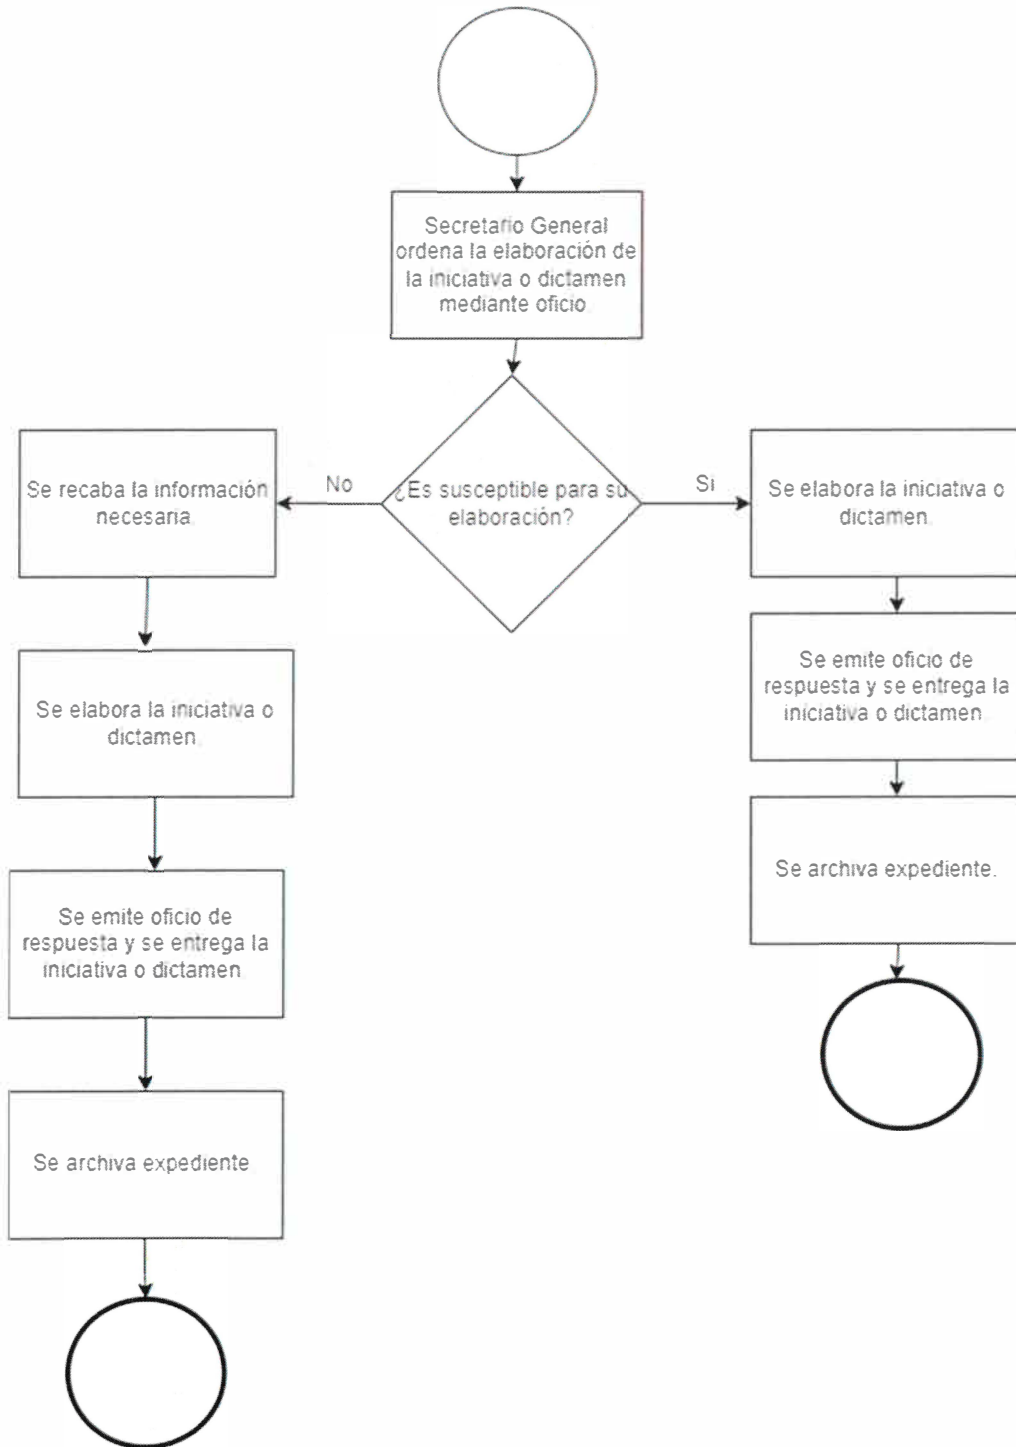 Secretario General
ordena la elaboración de
la iniciativa o dictamen
mediante oficio.
¿Es susceptible para su
elaboración?
No
Si
Se recaba la información
necesaria.
Se elabora la iniciativa o
dictamen.
Se emite oficio de
respuesta y se entrega la
iniciativa o dictamen
Se archiva expediente
Se elabora la iniciativa o
dictamen.
Se emite oficio de
respuesta y se entrega la
iniciativa o dictamen.
Se archiva expediente.